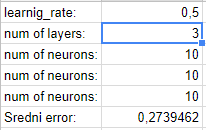 learnig_rate: 0,5
num of layers: 3
num of neurons: 10
num of neurons: 10
num of neurons: 10
Sredni error: 0,2739462